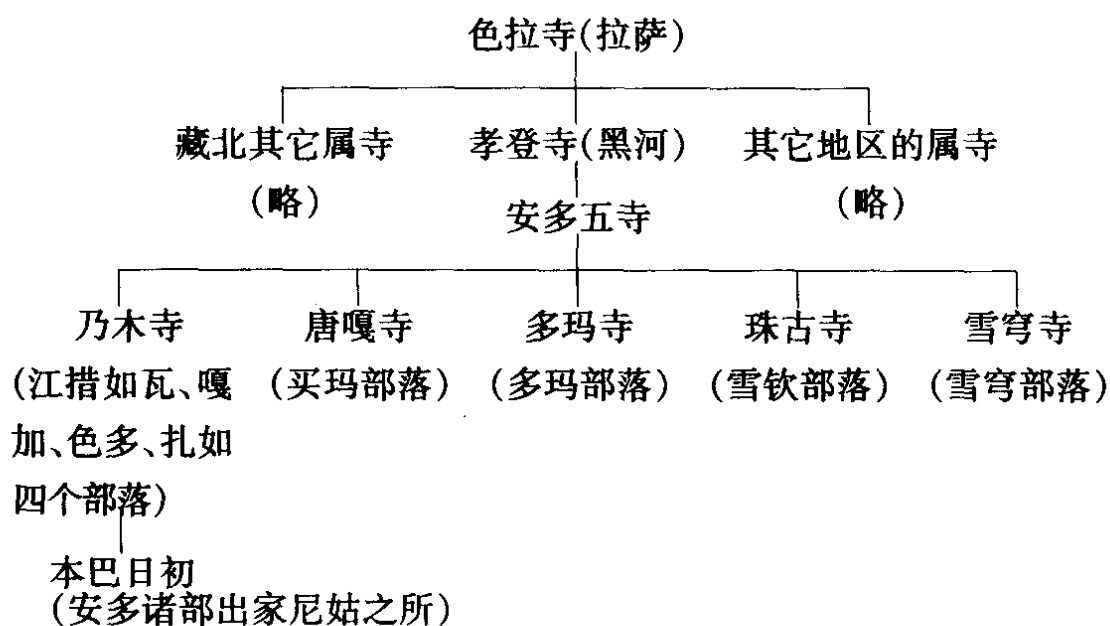 色拉寺(拉萨)
藏北其它属寺
(略)
孝登寺(黑河)
其它地区的属寺
(略)
安多五寺
乃木寺
(江措如瓦、嘎
加、色多、扎如
四个部落)
唐嘎寺
(买玛部落)
多玛寺
(多玛部落)
珠古寺
(雪钦部落)
雪穹寺
(雪穹部落)
本巴日初
(安多诸部出家尼姑之所)